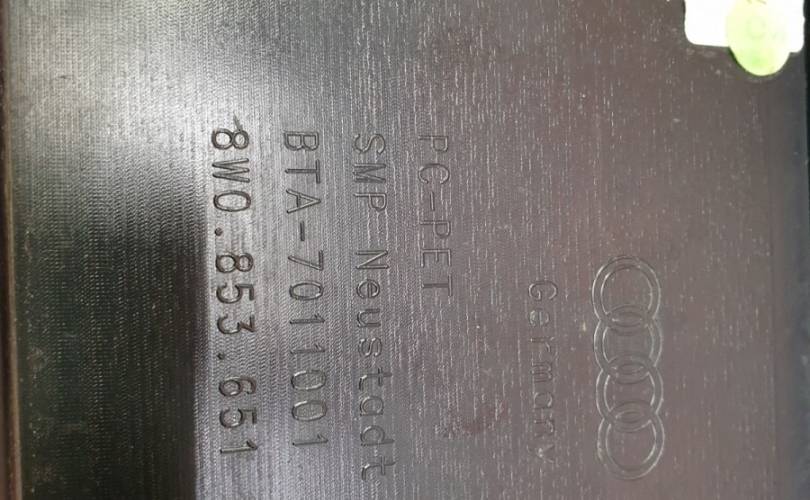 Germany
PC-PET
SMP Neustadt
BTA-7011001
8W0.853.651